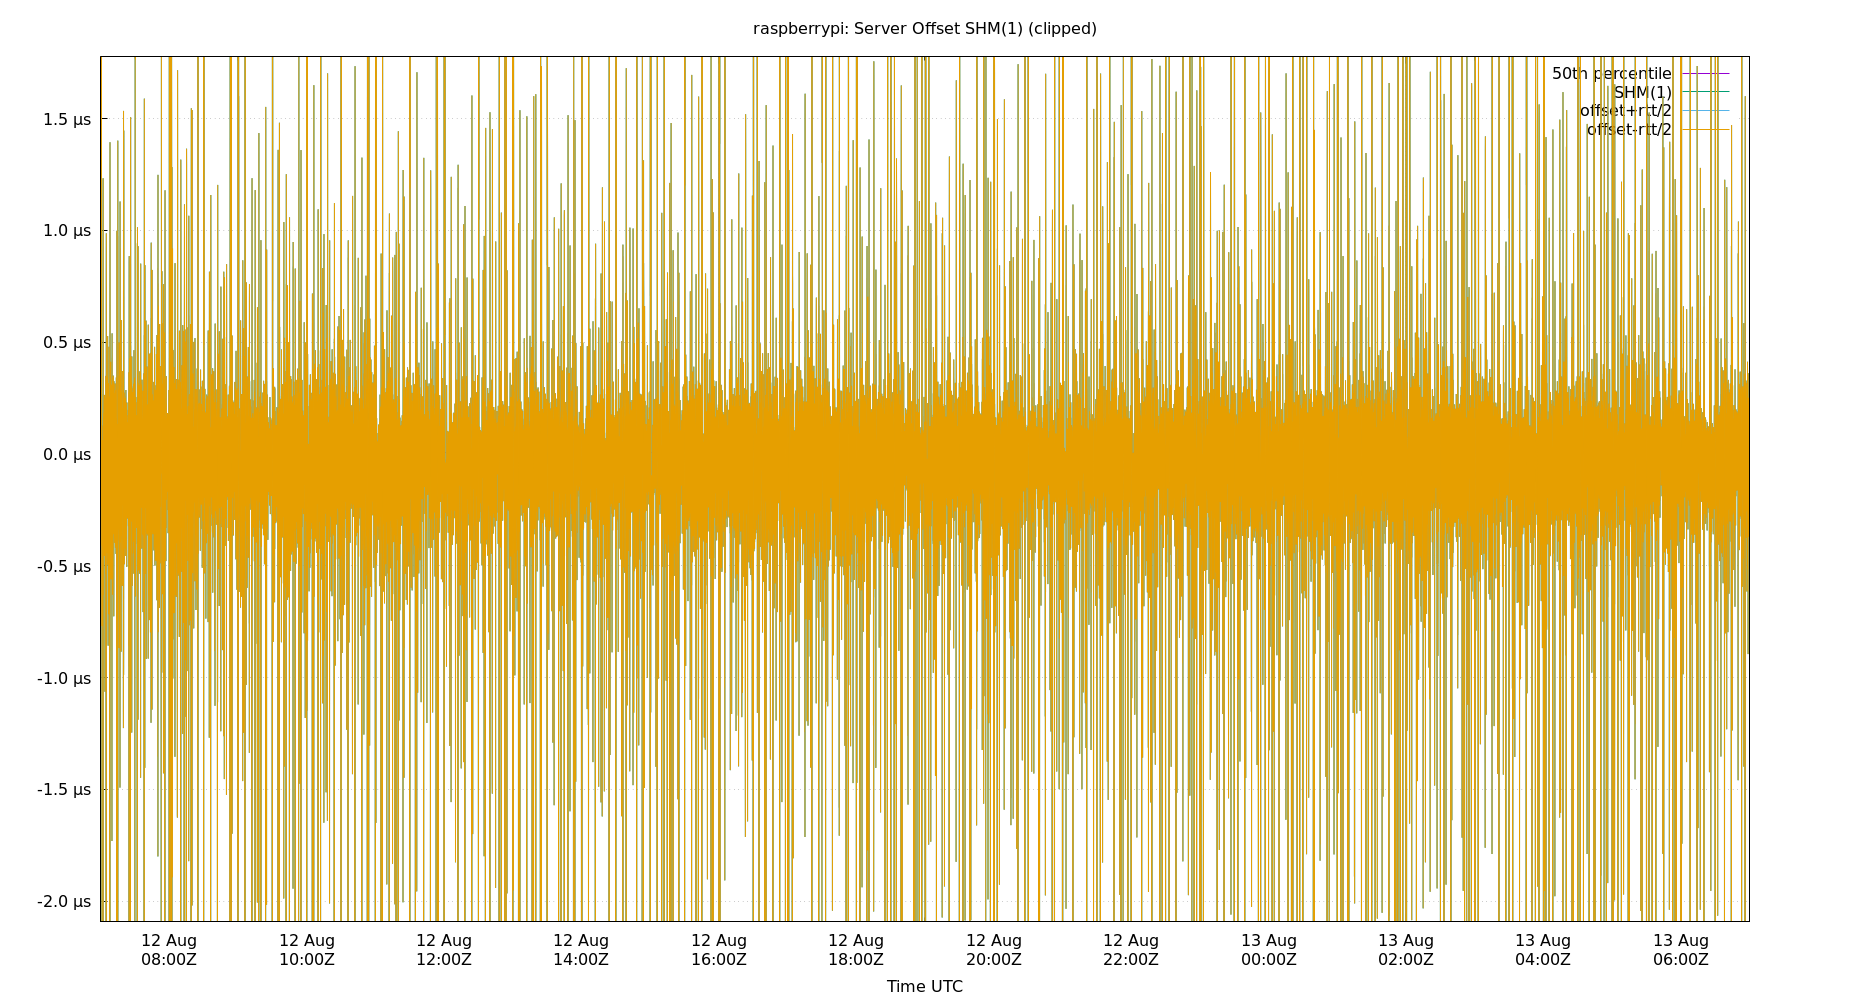 raspberrypi: Server Offset SHM(1) (clipped)
50th percentile
SHM(1)
offset+rtt/2
offset-rtt/2
1.5 µs
1.0 µs
0.5 µs
0.0 µs
-0.5 µs
-1.0 µs
-1.5 µs
-2.0 µs
12 Aug 12 Aug 12 Aug 12 Aug 12 Aug 12 Aug 12 Aug 12 Aug 13 Aug 13 Aug 13 Aug 13 Aug
08:00Z 10:00Z 12:00Z 14:00Z 16:00Z 18:00Z 20:00Z 22:00Z 00:00Z 02:00Z 04:00Z 06:00Z
Time UTC